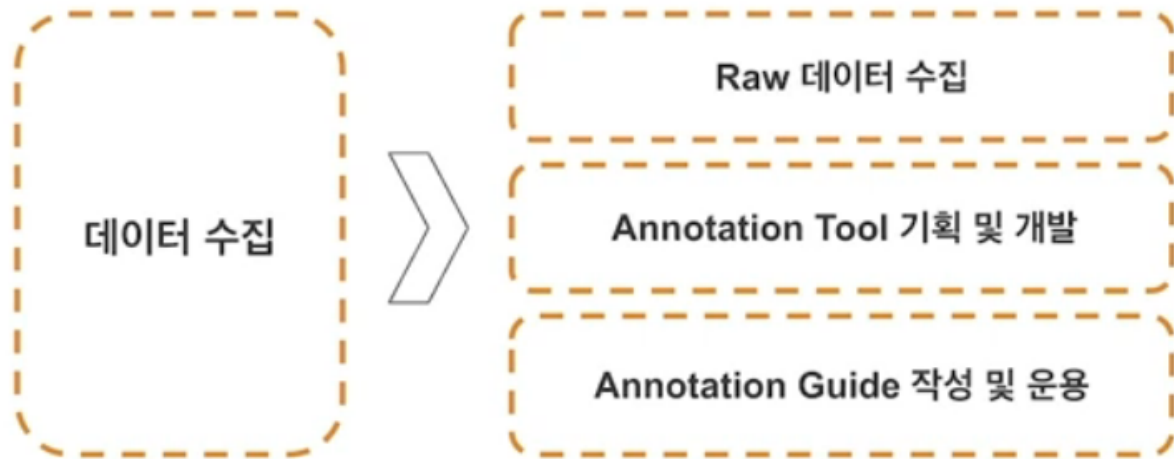 데이터 수집
Raw 데이터 수집
Annotation Tool 기획 및 개발
Annotation Guide 작성 및 운용